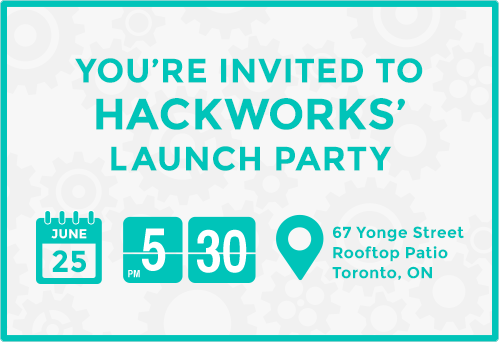 YOU'RE INVITED TO
HACKWORKS'
LAUNCH PARTY
JUNE
25
PM 5 30
67 Yonge Street
Rooftop Patio
Toronto, ON